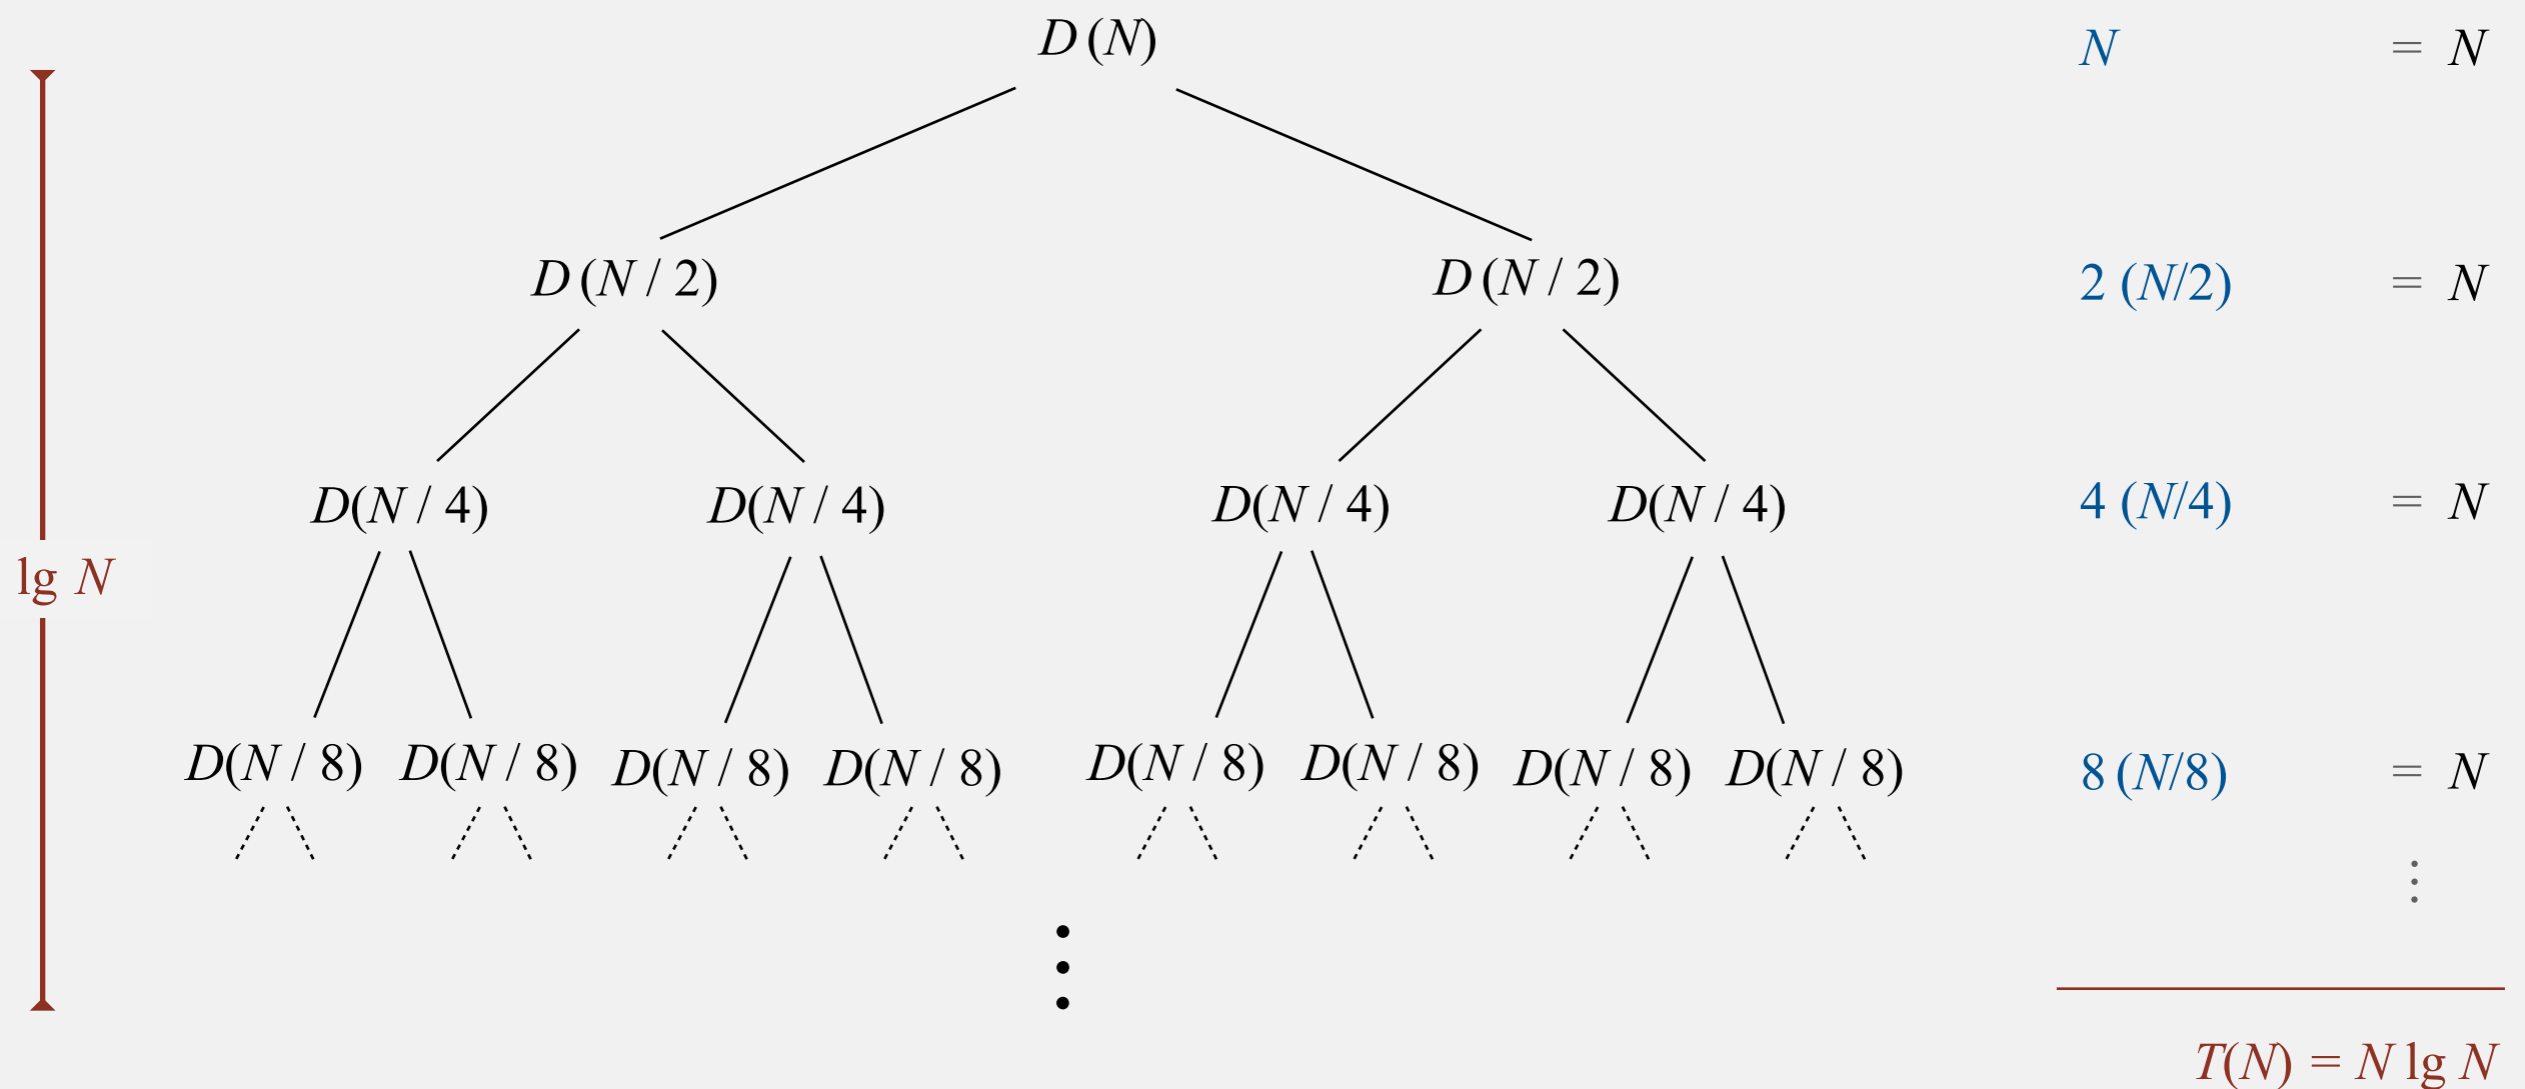 D (N) N = N
D (N / 2) D (N / 2) 2 (N/2) = N
D(N / 4) D(N / 4) D(N / 4) D(N / 4) 4 (N/4) = N
lg N
D(N / 8) D(N / 8) D(N / 8) D(N / 8) D(N / 8) D(N / 8) D(N / 8) D(N / 8) 8 (N/8) = N
T(N) = N lg N